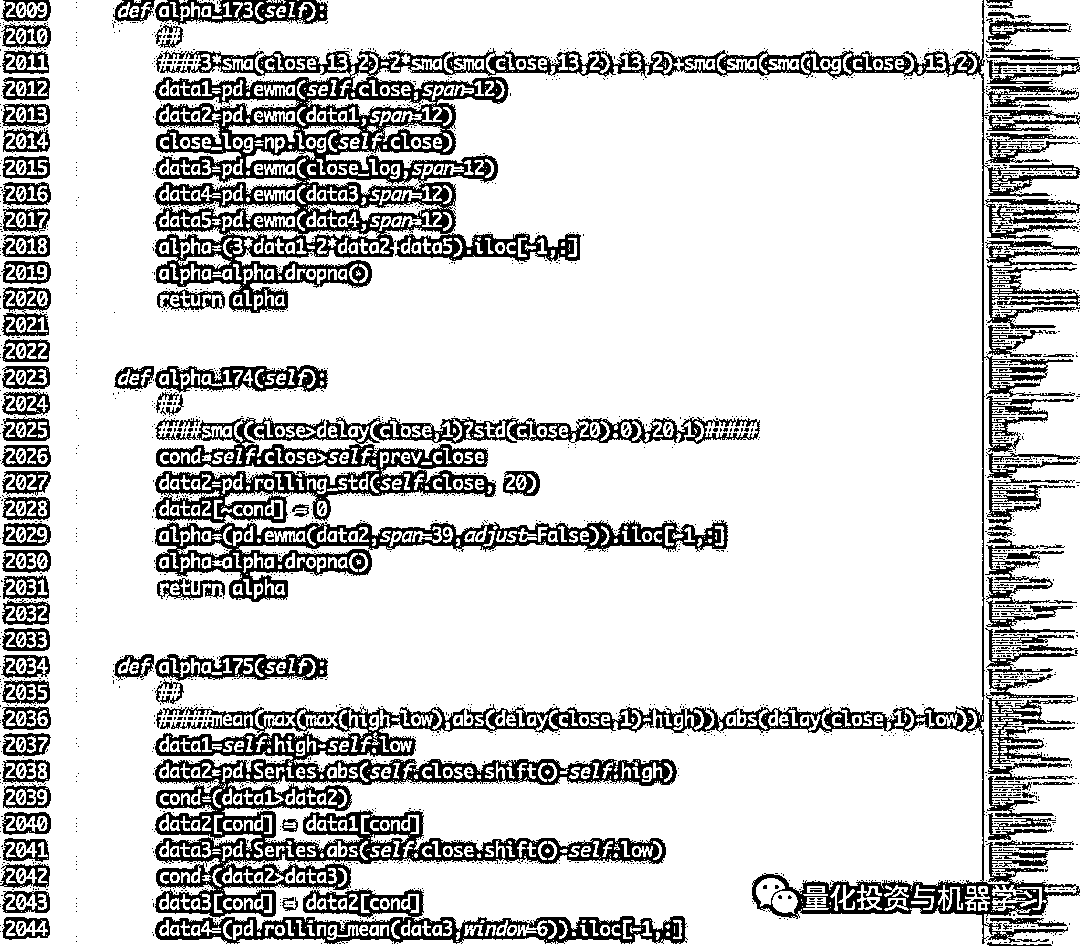 2009 def alpha_173(self):
2010 ##
2011 ####3*sma(close,13,2)-2*sma(sma(close,13,2),13,2)+sma(sma(sma(log(close),13,2),
2012 data1=pd.ewma(self.close,span=12)
2013 data2=pd.ewma(data1,span=12)
2014 close_log=np.log(self.close)
2015 data3=pd.ewma(close_log,span=12)
2016 data4=pd.ewma(data3,span=12)
2017 data5=pd.ewma(data4,span=12)
2018 alpha=(3*data1-2*data2+data5).iloc[-1,:]
2019 alpha=alpha.dropna()
2020 return alpha
2021
2022
2023 def alpha_174(self):
2024 ##
2025 ####sma((close>delay(close,1)?std(close,20):0),20,1)#####
2026 cond=self.close>self.prev_close
2027 data2=pd.rolling_std(self.close, 20)
2028 data2[~cond] = 0
2029 alpha=(pd.ewma(data2,span=39,adjust=False)).iloc[-1,:]
2030 alpha=alpha.dropna()
2031 return alpha
2032
2033
2034 def alpha_175(self):
2035 ##
2036 #####mean(max(max(high-low),abs(delay(close,1)-high)),abs(delay(close,1)-low)),
2037 data1=self.high-self.low
2038 data2=pd.Series.abs(self.close.shift()-self.high)
2039 cond=(data1>data2)
2040 data2[cond] = data1[cond]
2041 data3=pd.Series.abs(self.close.shift()-self.low)
2042 cond=(data2>data3)
2043 data3[cond] = data2[cond]
2044 data4=(pd.rolling_mean(data3,window=6)).iloc[-1,:]
量化投资与机器学习